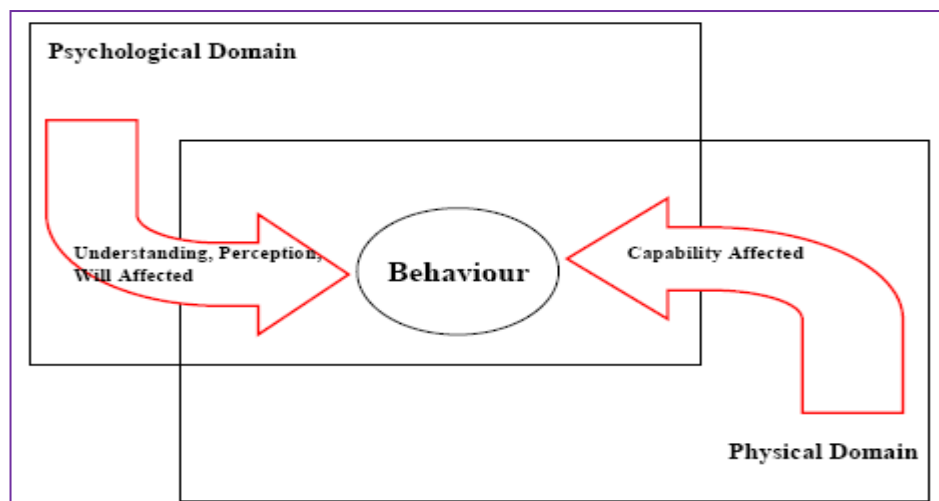 Psychological Domain
Understanding, Perception,
Will Affected
Behaviour
Capability Affected
Physical Domain